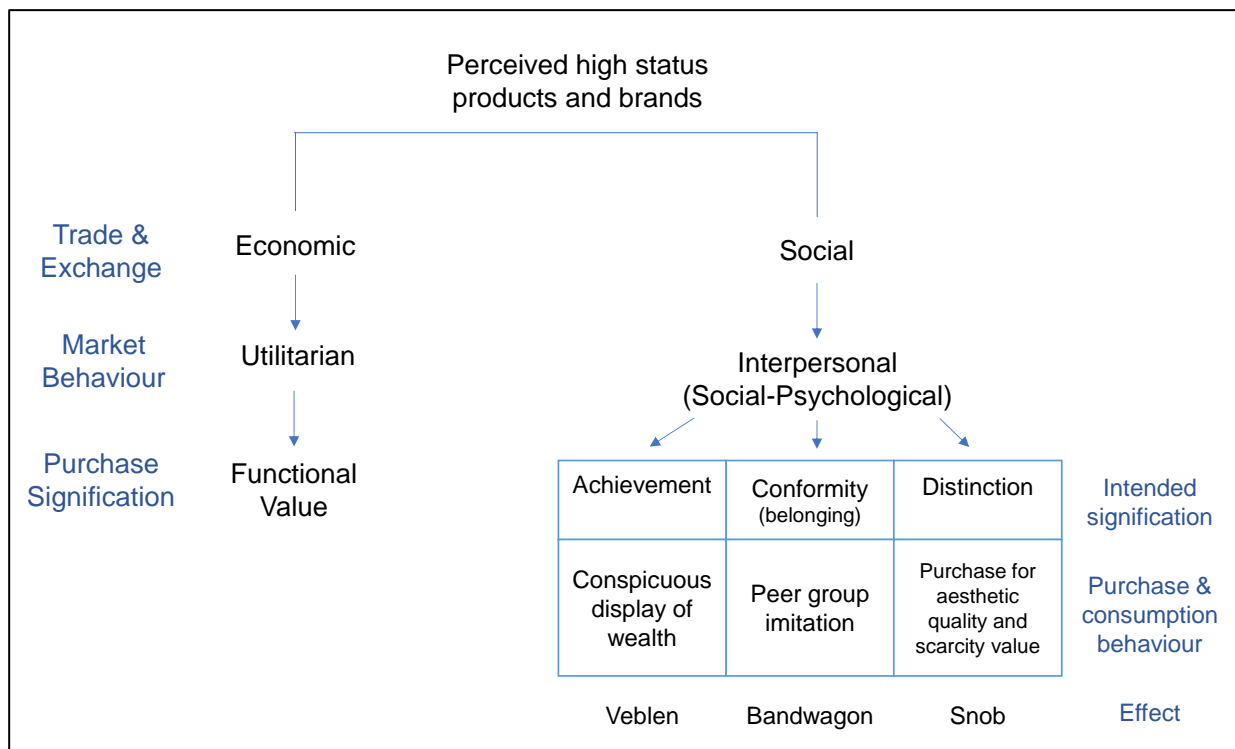 Perceived high status
products and brands
Trade &
Exchange
Economic
Social
Market
Behaviour
Utilitarian
Interpersonal
(Social-Psychological)
Purchase
Signification
Functional
Value
Achievement
Conformity
(belonging)
Distinction
Intended
signification
Conspicuous
display of
wealth
Peer group
imitation
Purchase for
aesthetic
quality and
scarcity value
Purchase &
consumption
behaviour
Veblen
Bandwagon
Snob
Effect